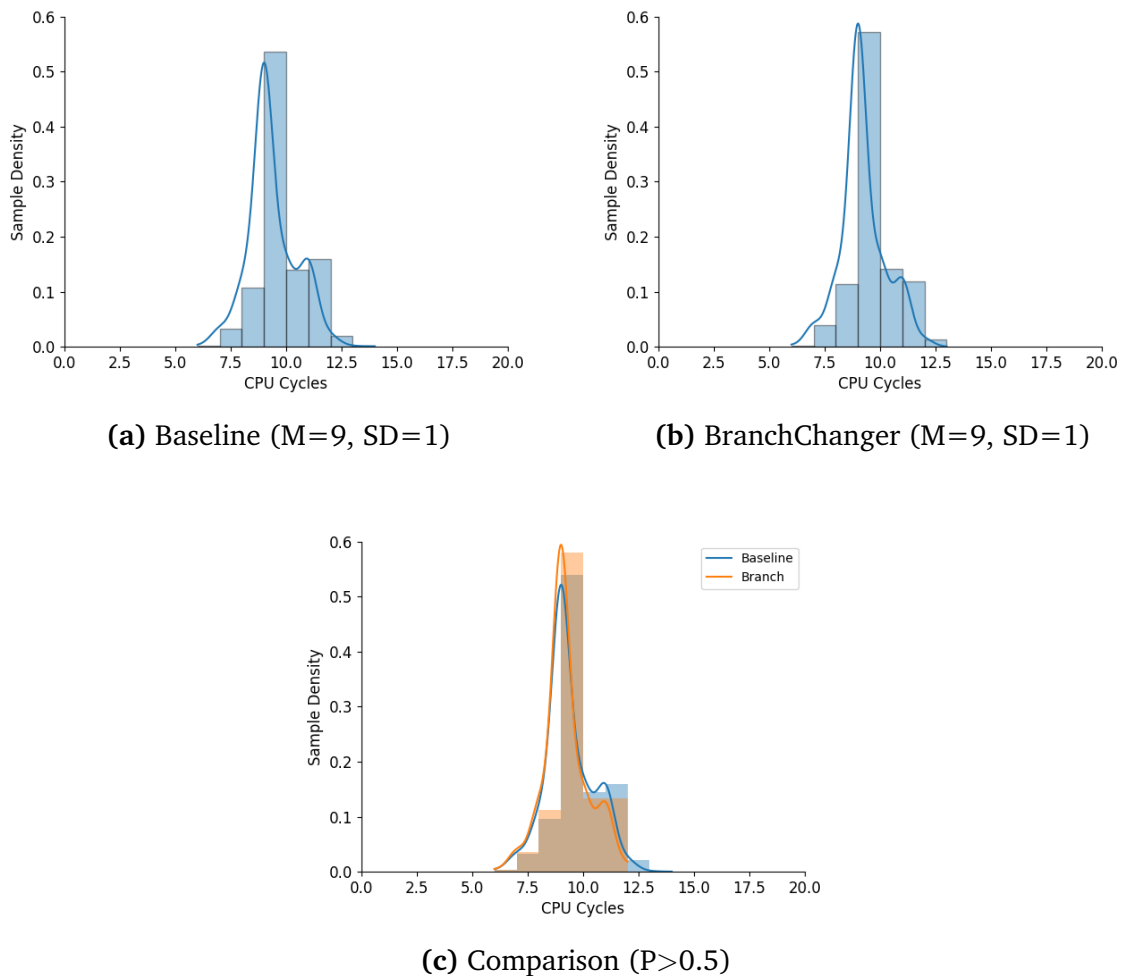 0.6
0.5
0.4
0.3
0.2
0.1
0.0
Sample Density
0.0 2.5 5.0 7.5 10.0 12.5 15.0 17.5 20.0
CPU Cycles
(a) Baseline (M=9, SD=1)
0.6
0.5
0.4
0.3
0.2
0.1
0.0
Sample Density
0.0 2.5 5.0 7.5 10.0 12.5 15.0 17.5 20.0
CPU Cycles
(b) BranchChanger (M=9, SD=1)
0.6
0.5
0.4
0.3
0.2
0.1
0.0
Sample Density
Baseline
Branch
0.0 2.5 5.0 7.5 10.0 12.5 15.0 17.5 20.0
CPU Cycles
(c) Comparison (P>0.5)